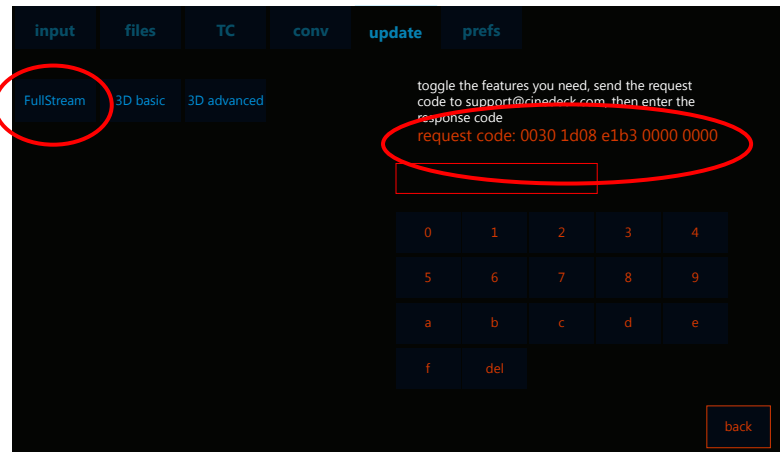 input files TC conv update prefs
FullStream 3D basic 3D advanced
toggle the features you need, send the request
code to support@cinedeck.com, then enter the
response code
request code: 0030 1d08 e1b3 0000 0000
0 1 2 3 4
5 6 7 8 9
a b c d e
f del
back